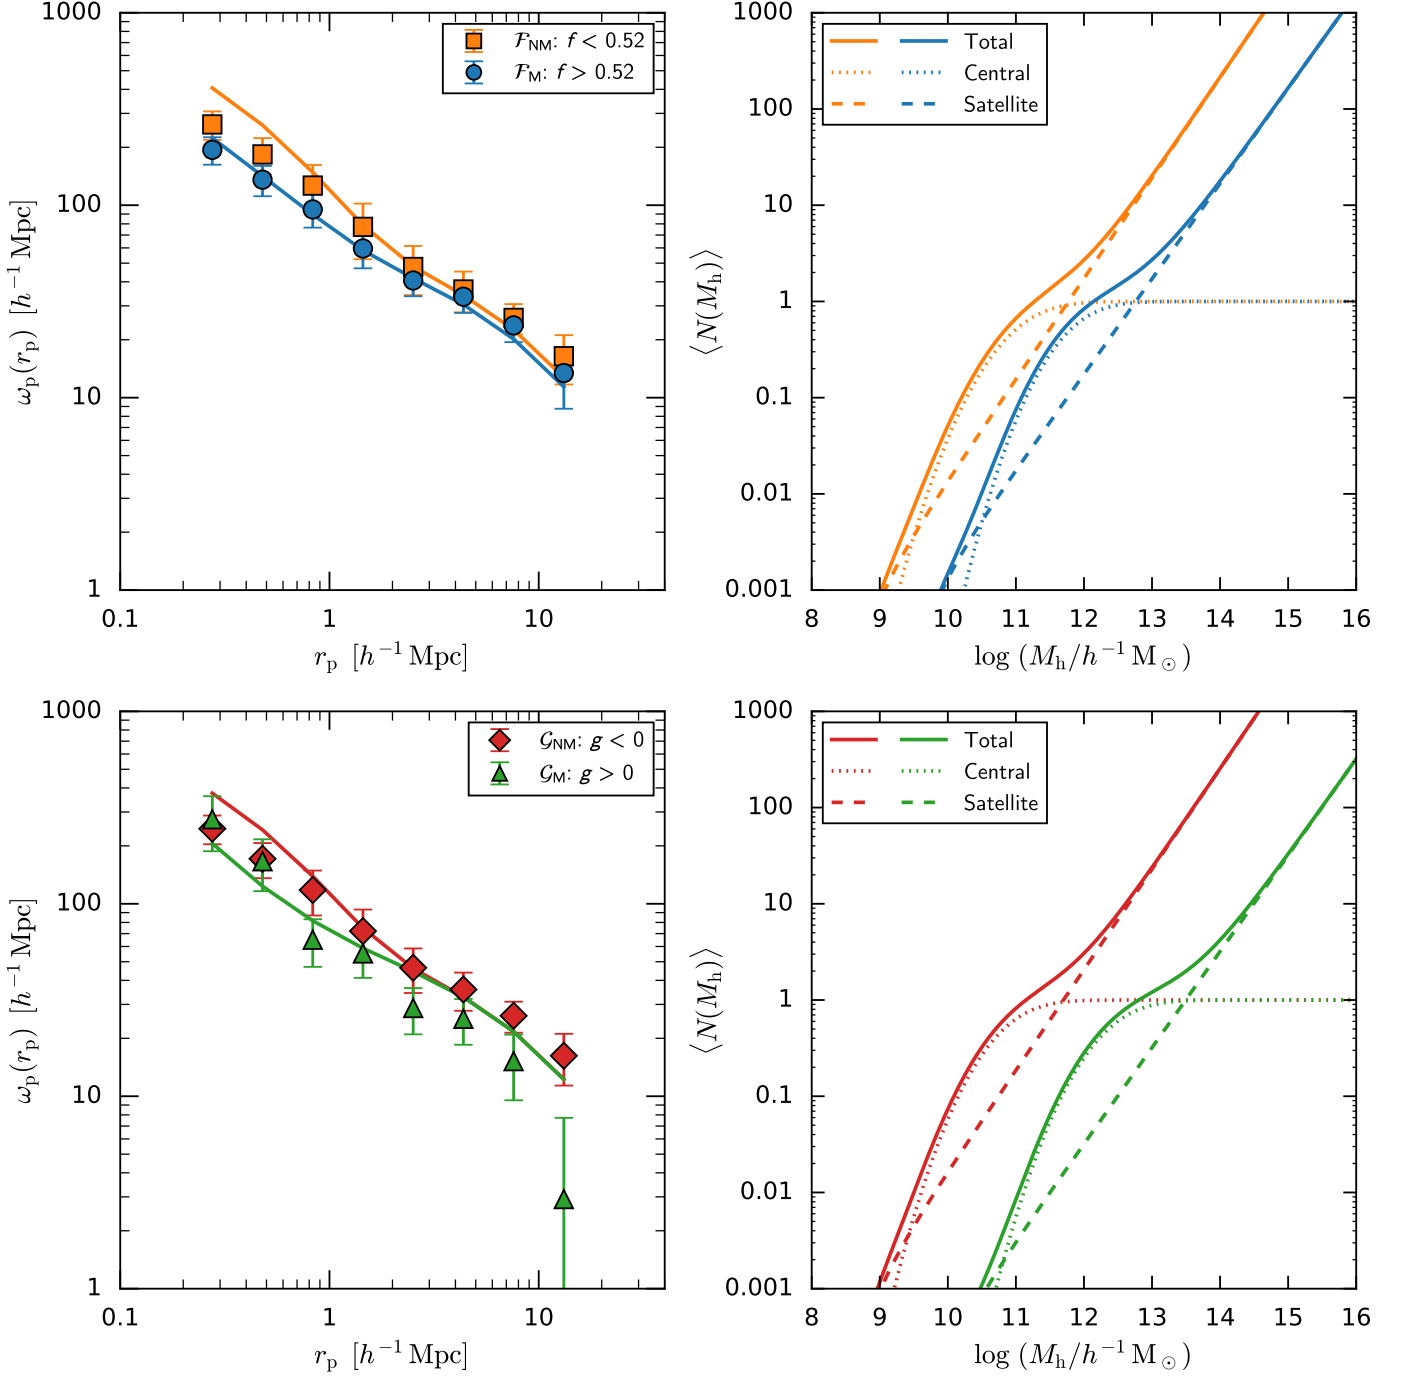 1000
100
10
1
0.1
1
10
ωp(rp) [h⁻¹ Mpc]
rp [h⁻¹ Mpc]
ℱNM: f < 0.52
ℱM: f > 0.52
1000
100
10
1
0.1
0.01
0.001
8 9 10 11 12 13 14 15 16
⟨N(Mh)⟩
log (Mh/h⁻¹ M⊙)
Total
Central
Satellite
1000
100
10
1
0.1
1
10
ωp(rp) [h⁻¹ Mpc]
rp [h⁻¹ Mpc]
𝒢NM: g < 0
𝒢M: g > 0
1000
100
10
1
0.1
0.01
0.001
8 9 10 11 12 13 14 15 16
⟨N(Mh)⟩
log (Mh/h⁻¹ M⊙)
Total
Central
Satellite